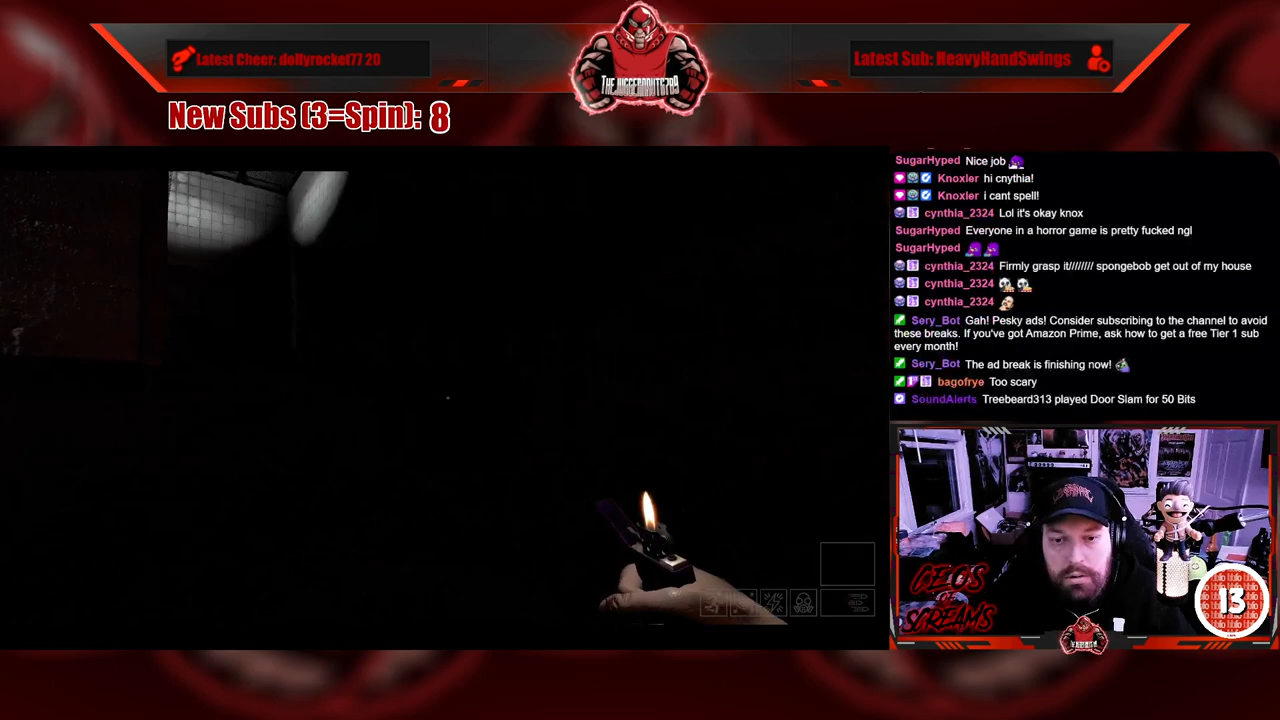 Latest Cheer: dollyrocket77 20
THEJUGGERNAUT6789
Latest Sub: HeavyHandSwings
New Subs (3=Spin): 8
SugarHyped Nice job
Knoxler hi cnythia!
Knoxler i cant spell!
cynthia_2324 Lol it's okay knox
SugarHyped Everyone in a horror game is pretty fucked ngl
SugarHyped
cynthia_2324 Firmly grasp it//////// spongebob get out of my house
cynthia_2324
cynthia_2324
Sery_Bot Gah! Pesky ads! Consider subscribing to the channel to avoid
these breaks. If you've got Amazon Prime, ask how to get a free Tier 1 sub
every month!
Sery_Bot The ad break is finishing now!
bagofrye Too scary
SoundAlerts Treebeard313 played Door Slam for 50 Bits
SCREAMS
13